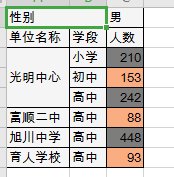 性别 男
单位名称 学段 人数
小学 210
光明中心 初中 153
高中 242
富顺二中 高中 88
旭川中学 高中 448
育人学校 高中 93